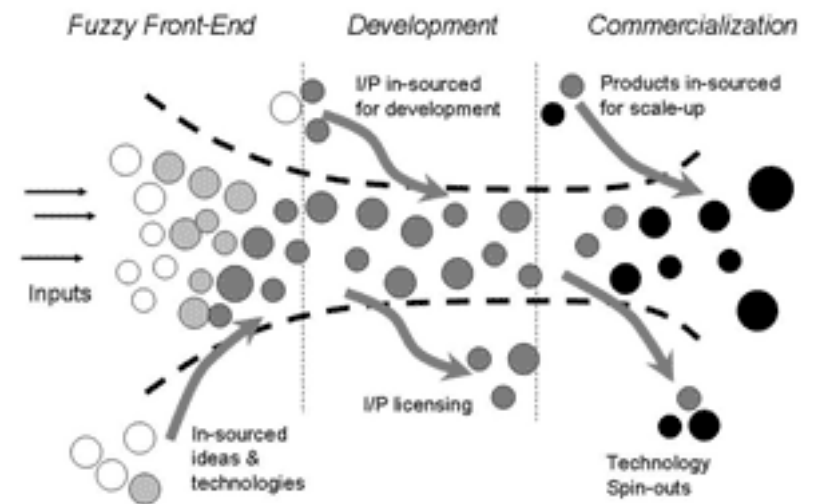 Fuzzy Front-End
Development
Commercialization
I/P in-sourced
for development
Products in-sourced
for scale-up
Inputs
I/P licensing
In-sourced
ideas &
technologies
Technology
Spin-outs